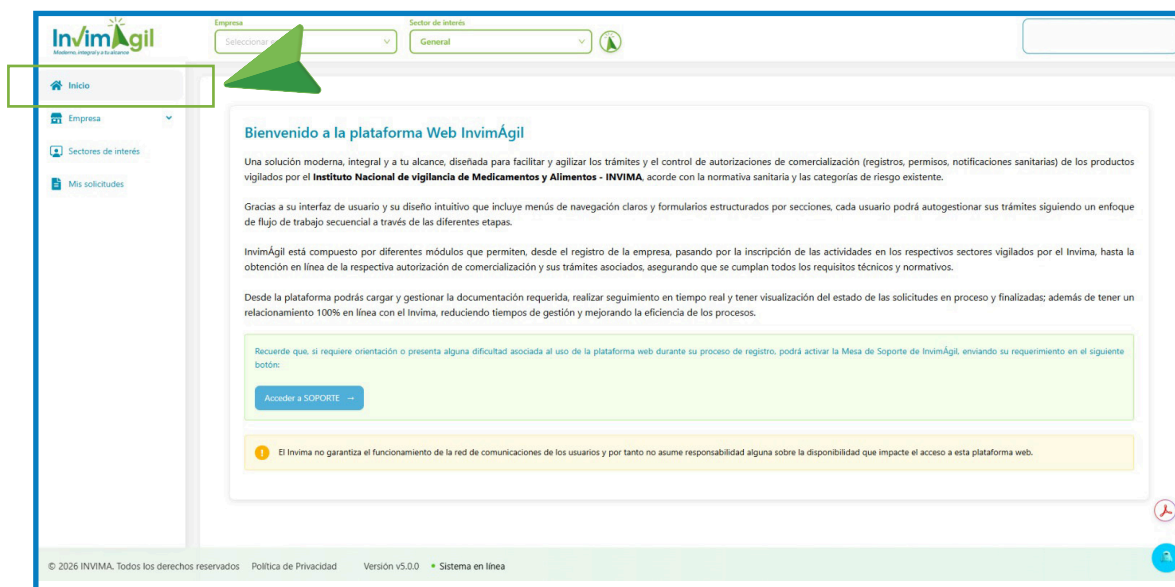 InvimÁgil
Moderno, integral y a tu alcance
Empresa
Seleccionar
Sector de interés
General
Inicio
Empresa
Sectores de interés
Mis solicitudes
Bienvenido a la plataforma Web InvimÁgil
Una solución moderna, integral y a tu alcance, diseñada para facilitar y agilizar los trámites y el control de autorizaciones de comercialización (registros, permisos, notificaciones sanitarias) de los productos
vigilados por el Instituto Nacional de vigilancia de Medicamentos y Alimentos - INVIMA, acorde con la normativa sanitaria y las categorías de riesgo existente.
Gracias a su interfaz de usuario y su diseño intuitivo que incluye menús de navegación claros y formularios estructurados por secciones, cada usuario podrá autogestionar sus trámites siguiendo un enfoque
de flujo de trabajo secuencial a través de las diferentes etapas.
InvimÁgil está compuesto por diferentes módulos que permiten, desde el registro de la empresa, pasando por la inscripción de las actividades en los respectivos sectores vigilados por el Invima, hasta la
obtención en línea de la respectiva autorización de comercialización y sus trámites asociados, asegurando que se cumplan todos los requisitos técnicos y normativos.
Desde la plataforma podrás cargar y gestionar la documentación requerida, realizar seguimiento en tiempo real y tener visualización del estado de las solicitudes en proceso y finalizadas; además de tener un
relacionamiento 100% en línea con el Invima, reduciendo tiempos de gestión y mejorando la eficiencia de los procesos.
Recuerde que, si requiere orientación o presenta alguna dificultad asociada al uso de la plataforma web durante su proceso de registro, podrá activar la Mesa de Soporte de InvimÁgil, enviando su requerimiento en el siguiente
botón:
Acceder a SOPORTE →
El Invima no garantiza el funcionamiento de la red de comunicaciones de los usuarios y por tanto no asume responsabilidad alguna sobre la disponibilidad que impacte el acceso a esta plataforma web.
© 2026 INVIMA. Todos los derechos reservados Política de Privacidad Versión v5.0.0 • Sistema en línea